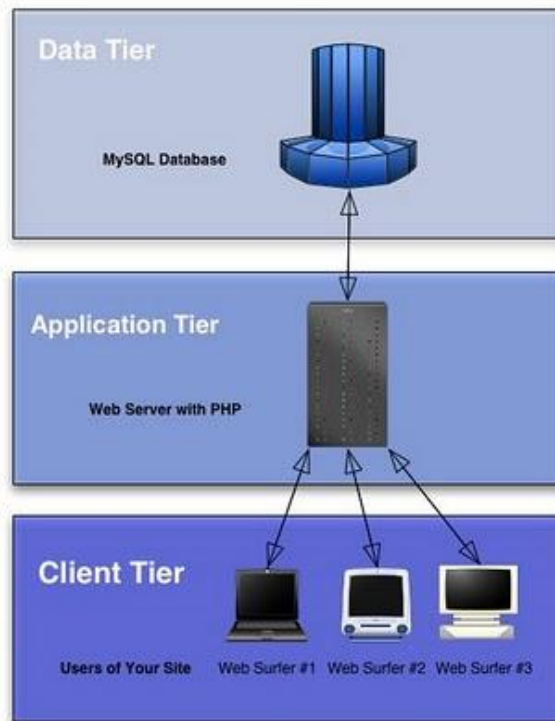 Data Tier
MySQL Database
Application Tier
Web Server with PHP
Client Tier
Users of Your Site
Web Surfer #1
Web Surfer #2
Web Surfer #3